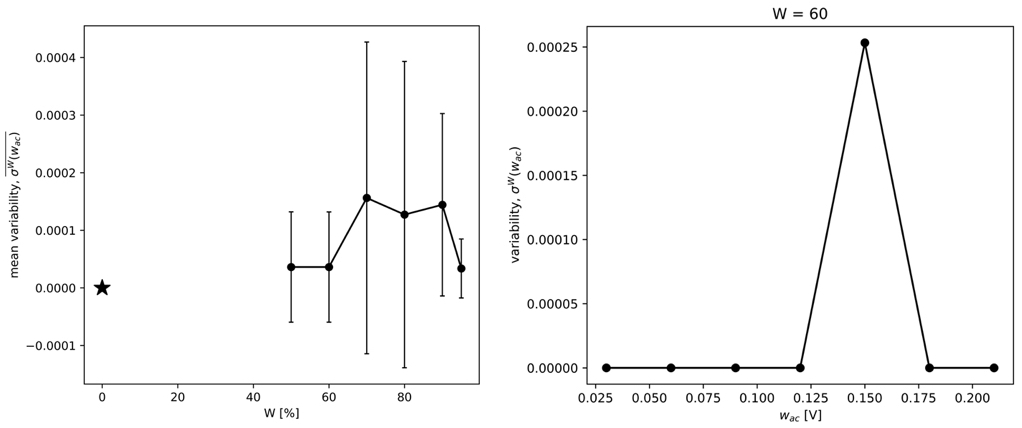 0.0004
0.0003
0.0002
0.0001
0.0000
−0.0001
mean variability, σᵂ(w_ac)
0 20 40 60 80
W [%]
W = 60
0.00025
0.00020
0.00015
0.00010
0.00005
0.00000
variability, σᵂ(w_ac)
0.025 0.050 0.075 0.100 0.125 0.150 0.175 0.200
w_ac [V]